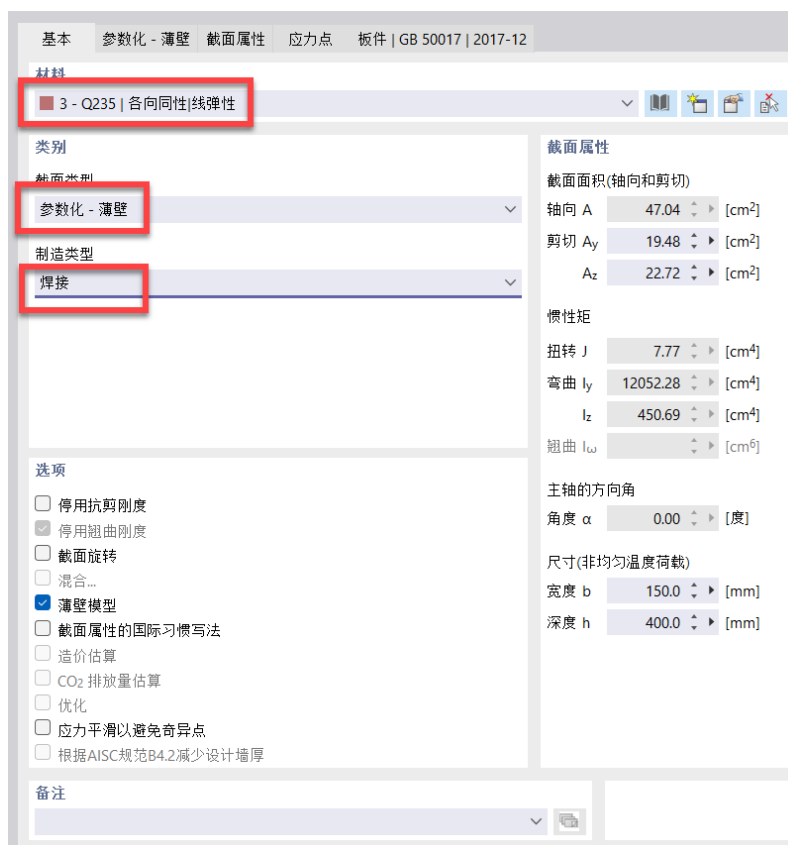 基本 参数化 - 薄壁 截面属性 应力点 板件 | GB 50017 | 2017-12
材料
3 - Q235 | 各向同性|线弹性
类别
截面类型
参数化 - 薄壁
制造类型
焊接
选项
停用抗剪刚度
停用翘曲刚度
截面旋转
混合...
薄壁模型
截面属性的国际习惯写法
造价估算
CO2 排放量估算
优化
应力平滑以避免奇异点
根据AISC规范B4.2减少设计墙厚
备注
截面属性
截面面积(轴向和剪切)
轴向 A 47.04 [cm2]
剪切 Ay 19.48 [cm2]
Az 22.72 [cm2]
惯性矩
扭转 J 7.77 [cm4]
弯曲 Iy 12052.28 [cm4]
Iz 450.69 [cm4]
翘曲 Iω [cm6]
主轴的方向角
角度 α 0.00 [度]
尺寸(非均匀温度荷载)
宽度 b 150.0 [mm]
深度 h 400.0 [mm]